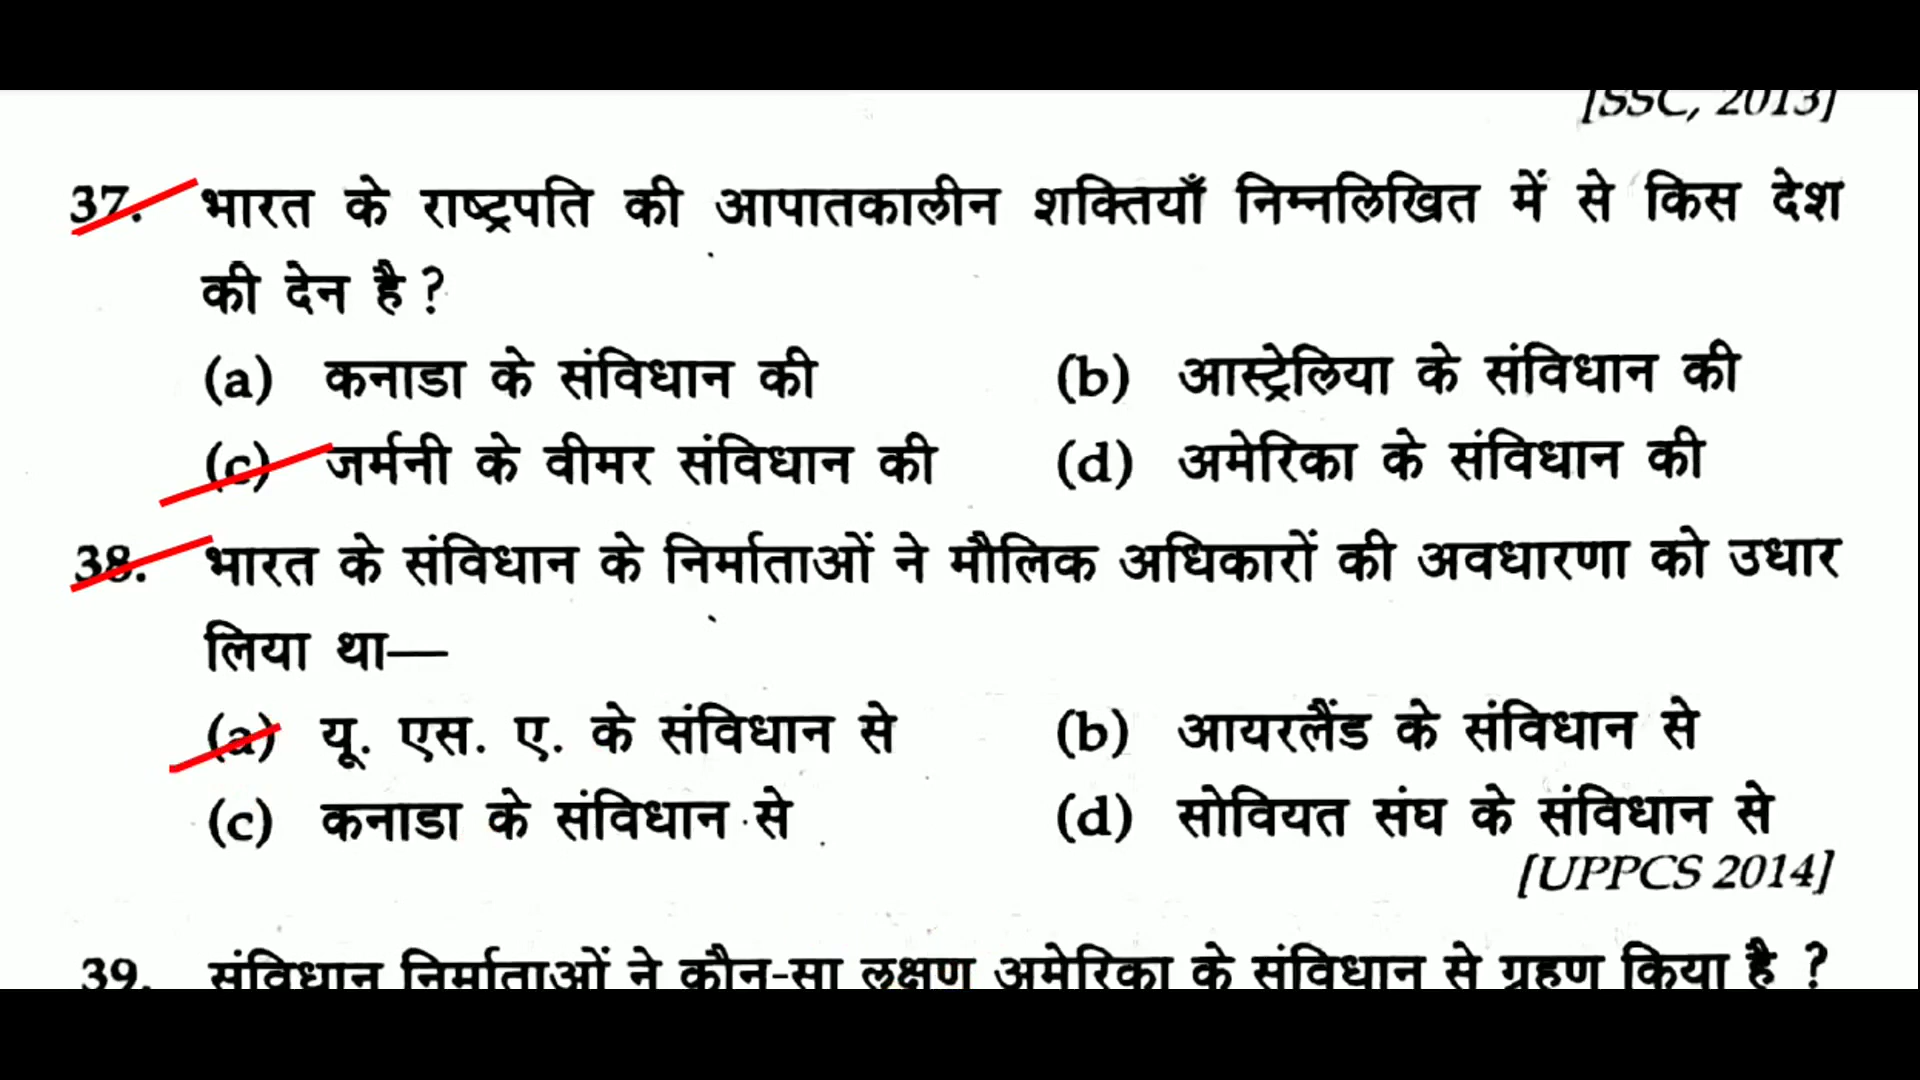 [SSC, 2013]
37. भारत के राष्ट्रपति की आपातकालीन शक्तियाँ निम्नलिखित में से किस देश
की देन है ?
(a) कनाडा के संविधान की (b) आस्ट्रेलिया के संविधान की
(c) जर्मनी के वीमर संविधान की (d) अमेरिका के संविधान की
38. भारत के संविधान के निर्माताओं ने मौलिक अधिकारों की अवधारणा को उधार
लिया था—
(a) यू. एस. ए. के संविधान से (b) आयरलैंड के संविधान से
(c) कनाडा के संविधान से (d) सोवियत संघ के संविधान से
[UPPCS 2014]
39. संविधान निर्माताओं ने कौन-सा लक्षण अमेरिका के संविधान से ग्रहण किया है ?